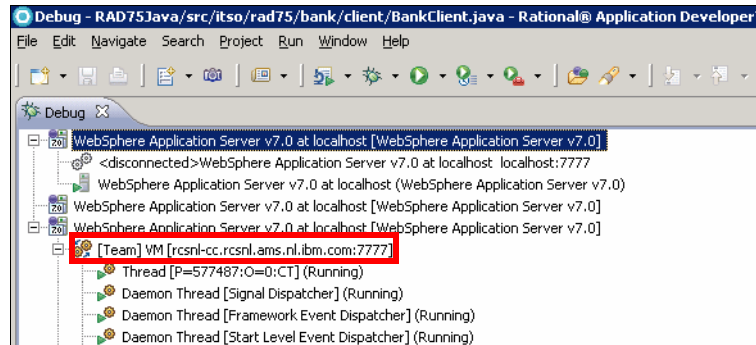 Debug - RAD75Java/src/itso/rad75/bank/client/BankClient.java - Rational® Application Developer
File Edit Navigate Search Project Run Window Help
Debug
WebSphere Application Server v7.0 at localhost [WebSphere Application Server v7.0]
<disconnected>WebSphere Application Server v7.0 at localhost localhost:7777
WebSphere Application Server v7.0 at localhost (WebSphere Application Server v7.0)
WebSphere Application Server v7.0 at localhost [WebSphere Application Server v7.0]
WebSphere Application Server v7.0 at localhost [WebSphere Application Server v7.0]
[Team] VM [rcsnl-cc.rcsnl.ams.nl.ibm.com:7777]
Thread [P=577487:O=0:CT] (Running)
Daemon Thread [Signal Dispatcher] (Running)
Daemon Thread [Framework Event Dispatcher] (Running)
Daemon Thread [Start Level Event Dispatcher] (Running)